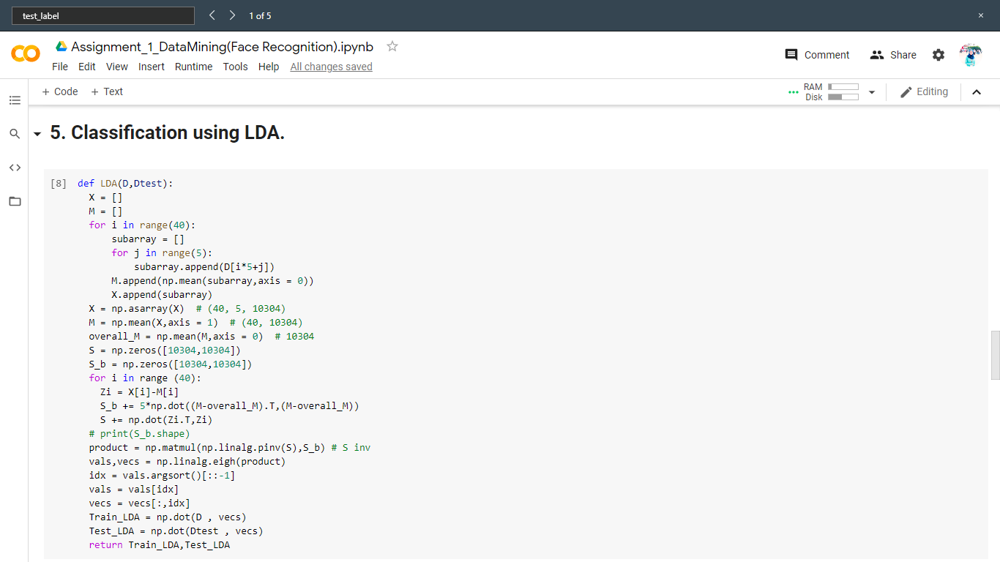 test_label
1 of 5
Assignment_1_DataMining(Face Recognition).ipynb
File Edit View Insert Runtime Tools Help All changes saved
Comment Share
+ Code + Text
RAM
Disk
Editing
5. Classification using LDA.
[8] def LDA(D,Dtest):
X = []
M = []
for i in range(40):
subarray = []
for j in range(5):
subarray.append(D[i*5+j])
M.append(np.mean(subarray,axis = 0))
X.append(subarray)
X = np.asarray(X) # (40, 5, 10304)
M = np.mean(X,axis = 1) # (40, 10304)
overall_M = np.mean(M,axis = 0) # 10304
S = np.zeros([10304,10304])
S_b = np.zeros([10304,10304])
for i in range (40):
Zi = X[i]-M[i]
S_b += 5*np.dot((M-overall_M).T,(M-overall_M))
S += np.dot(Zi.T,Zi)
# print(S_b.shape)
product = np.matmul(np.linalg.pinv(S),S_b) # S inv
vals,vecs = np.linalg.eigh(product)
idx = vals.argsort()[::-1]
vals = vals[idx]
vecs = vecs[:,idx]
Train_LDA = np.dot(D , vecs)
Test_LDA = np.dot(Dtest , vecs)
return Train_LDA,Test_LDA